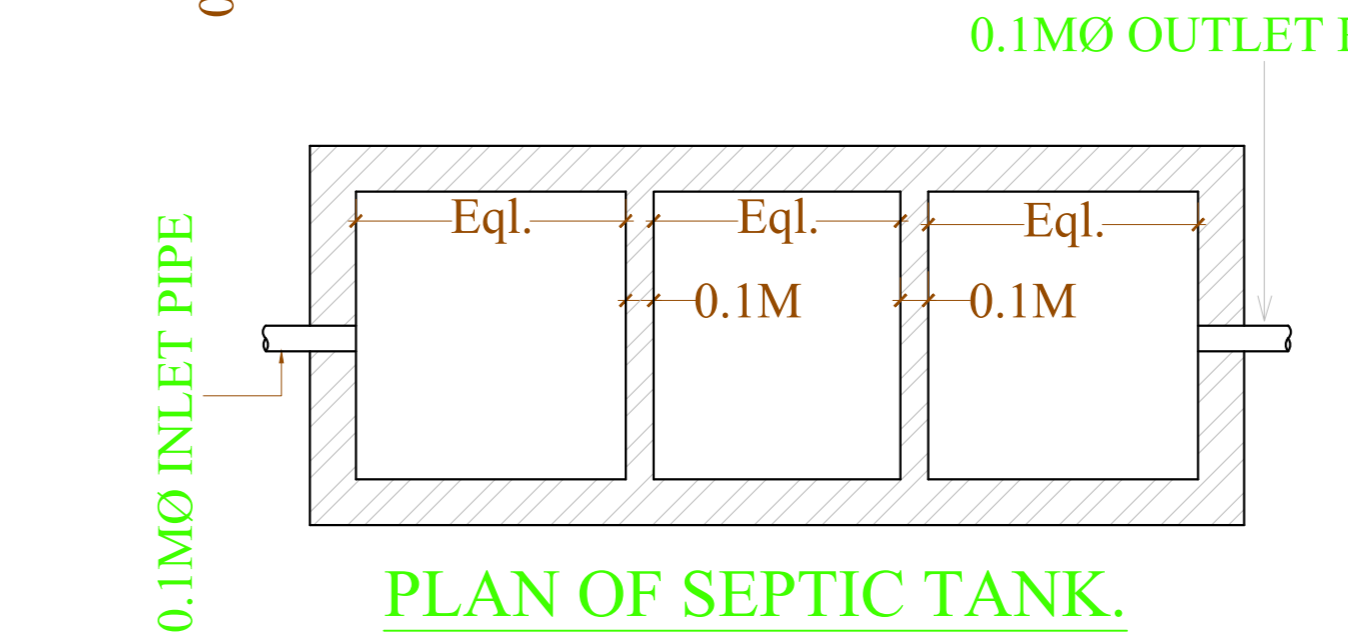 0.1MØ OUTLET
Eql.
Eql.
Eql.
0.1M
0.1M
0.1MØ INLET PIPE
PLAN OF SEPTIC TANK.